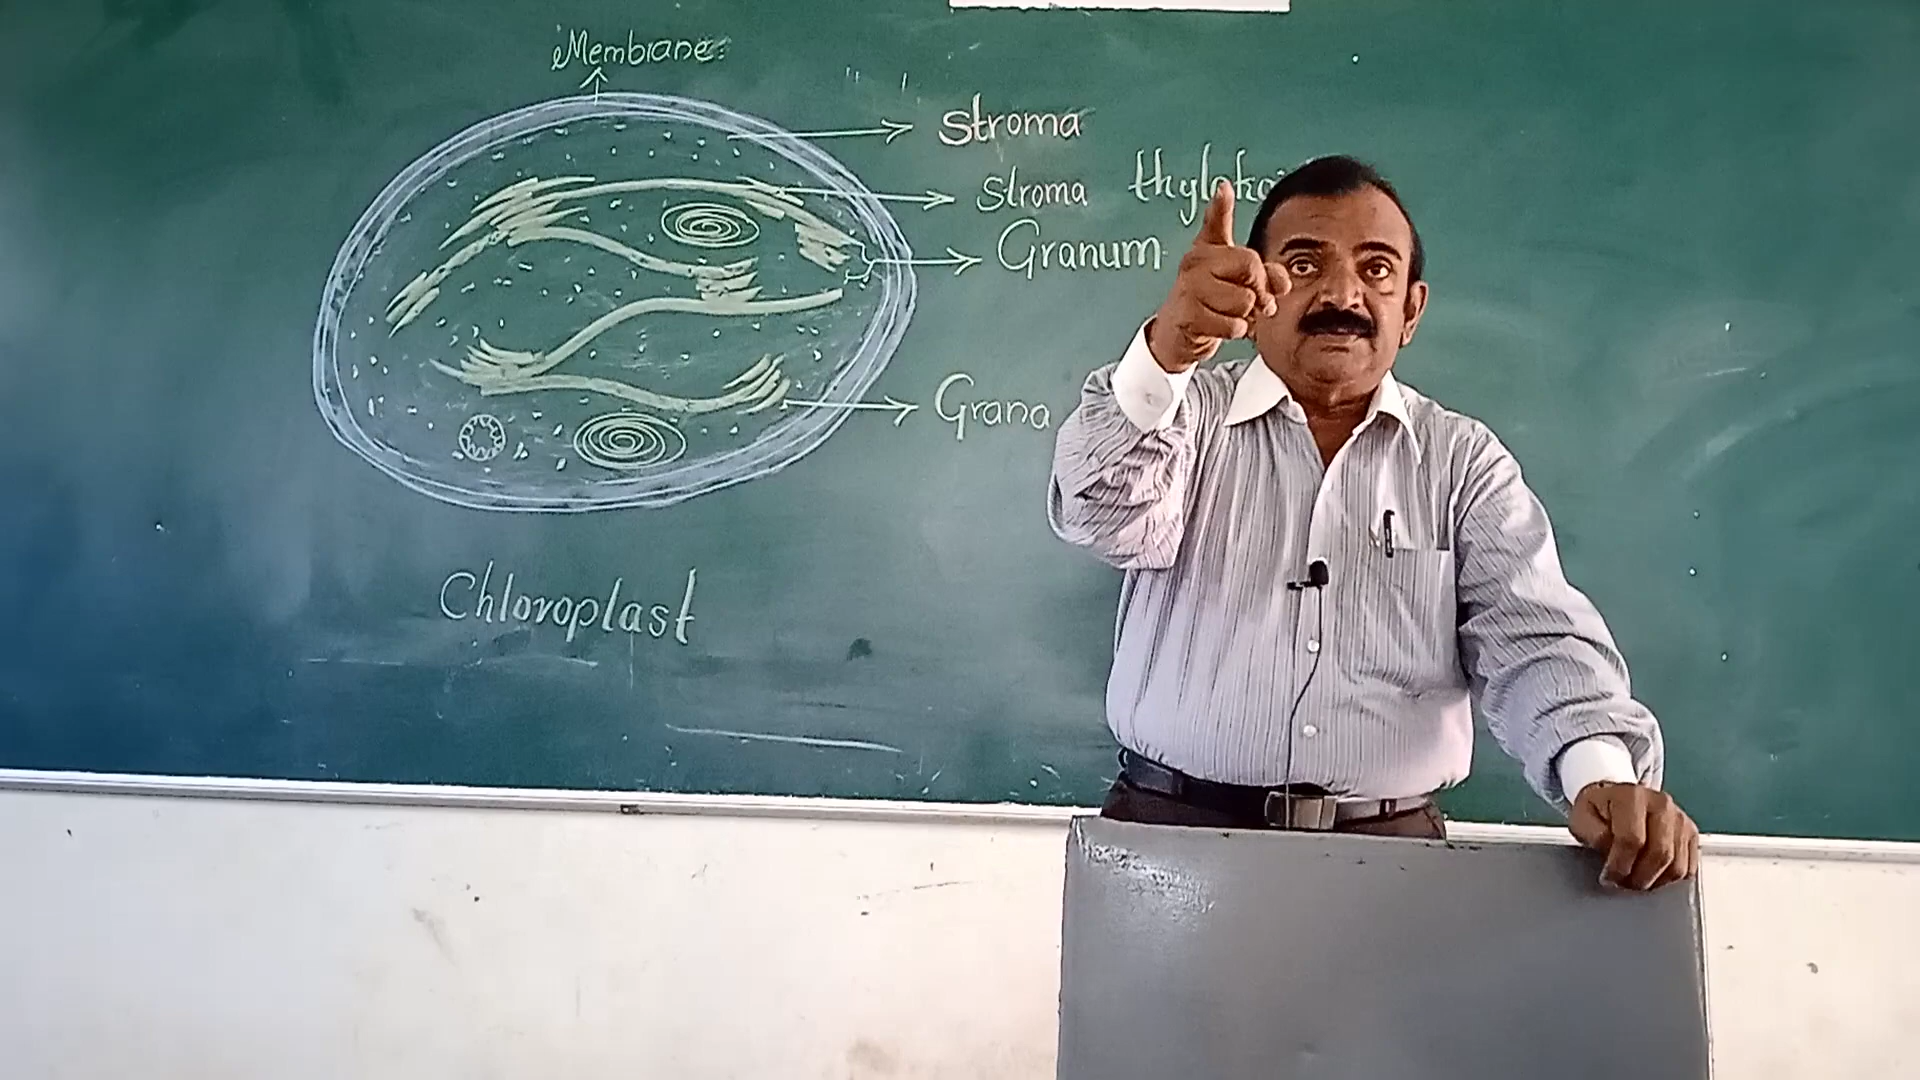 Membrane
Stroma
Stroma
Granum
Grana
Chloroplast